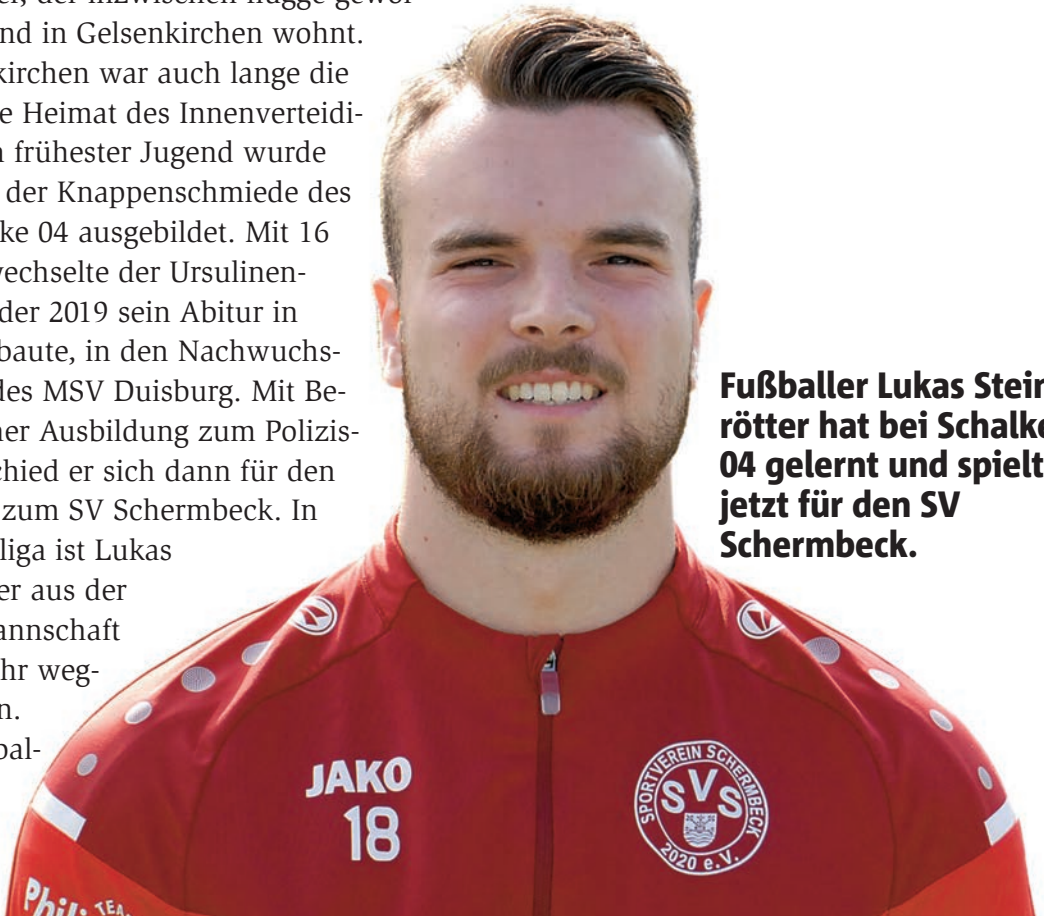 nd in Gelsenkirchen wohnt.
kirchen war auch lange die
e Heimat des Innenverteidi-
frühester Jugend wurde
der Knappenschmiede des
ke 04 ausgebildet. Mit 16
wechselte der Ursulinen-
der 2019 sein Abitur in
baute, in den Nachwuchs-
des MSV Duisburg. Mit Be-
ner Ausbildung zum Polizis-
chied er sich dann für den
zum SV Schermbeck. In
liga ist Lukas
er aus der
annschaft
hr weg-
n.
bal-
Fußballer Lukas Stein
rötter hat bei Schalke
04 gelernt und spielt
jetzt für den SV
Schermbeck.
JAKO
18
SPORTVEREIN SCHERMBECK
SVS
2020 e.V.
TEA
Phili